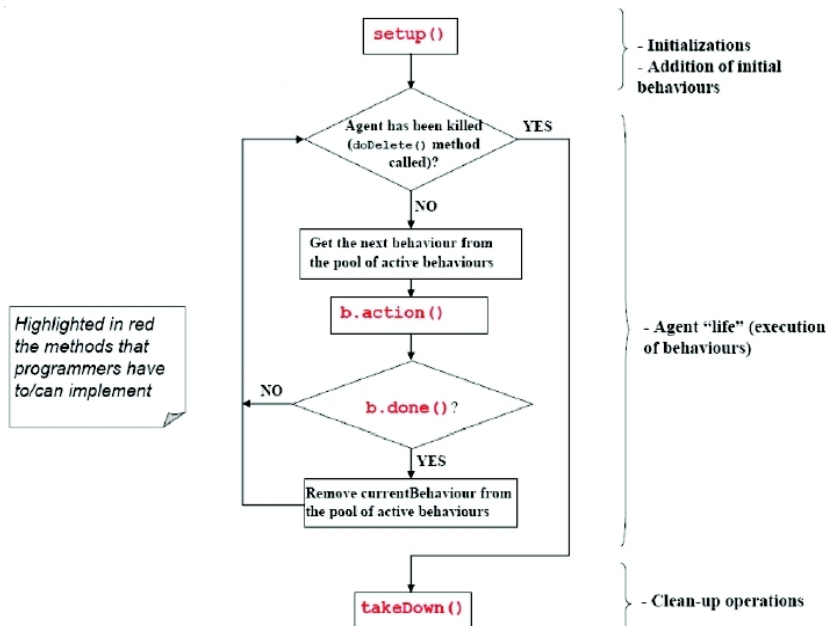 setup()
- Initializations
- Addition of initial
behaviours
Agent has been killed
(doDelete() method
called)?
YES
NO
Get the next behaviour from
the pool of active behaviours
b.action()
Highlighted in red
the methods that
programmers have
to/can implement
- Agent “life” (execution
of behaviours)
NO
b.done()?
YES
Remove currentBehaviour from
the pool of active behaviours
takeDown()
- Clean-up operations